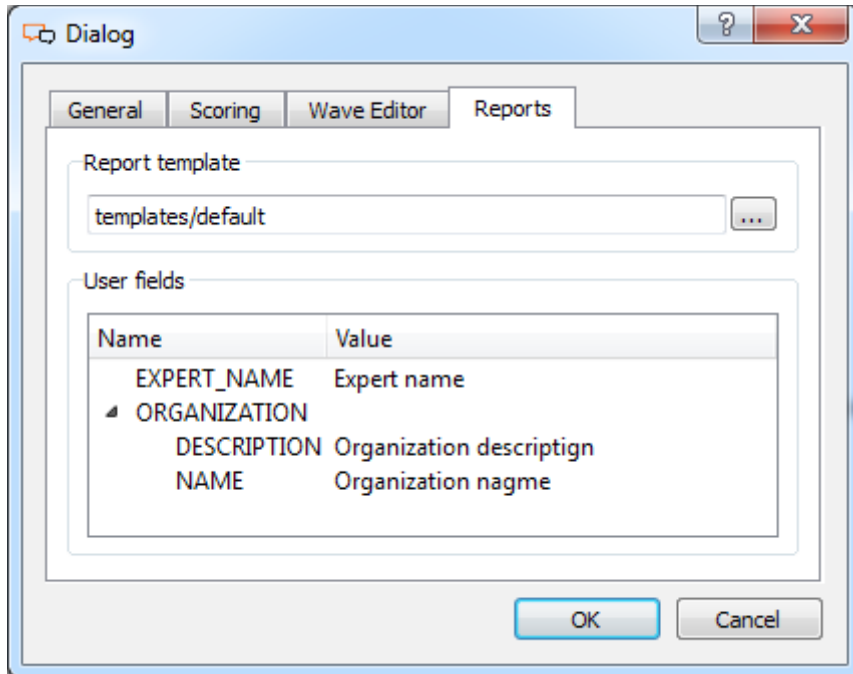 Dialog
General Scoring Wave Editor Reports
Report template
templates/default ...
User fields
Name Value
EXPERT_NAME Expert name
ORGANIZATION
DESCRIPTION Organization descriptign
NAME Organization nagme
OK Cancel